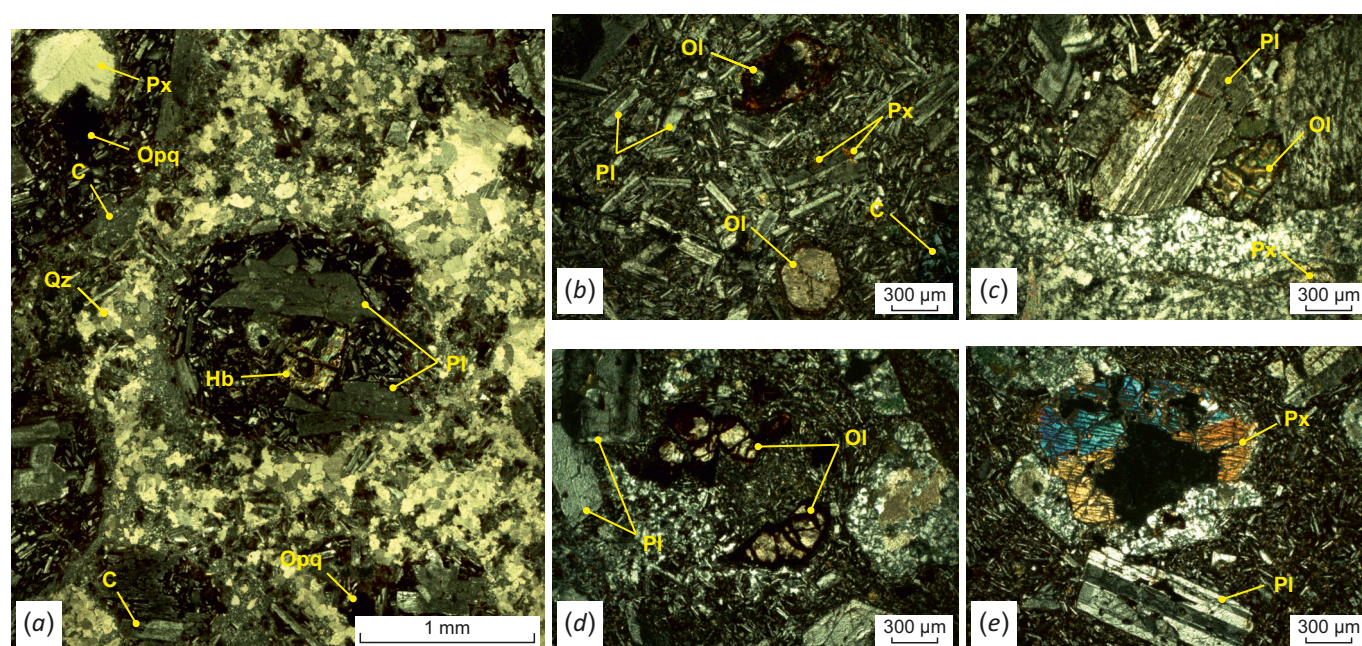 Px
Opq
C
Qz
Hb
Pl
Opq
C
(a)
1 mm
Ol
Px
Pl
C
Ol
(b)
300 µm
Pl
Ol
Px
(c)
300 µm
Ol
Pl
(d)
300 µm
Px
Pl
(e)
300 µm